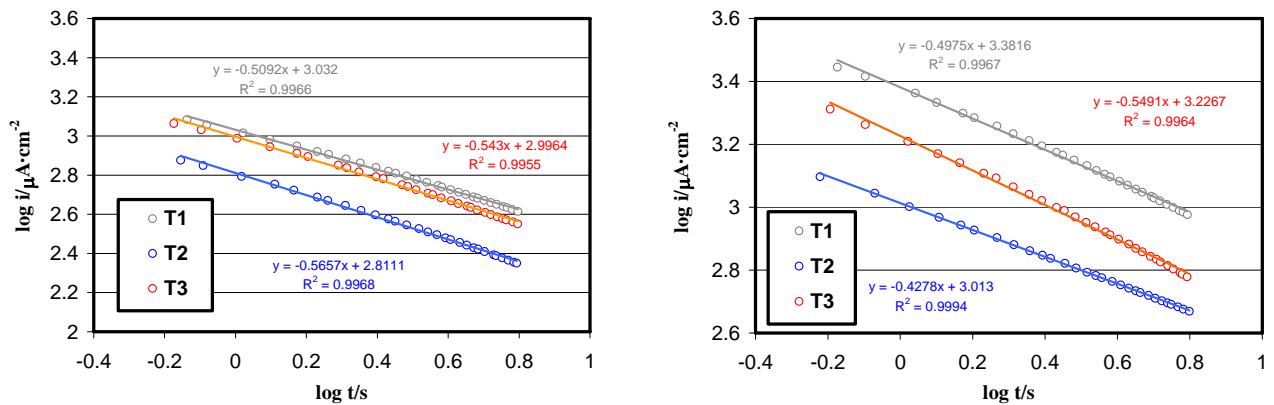 3.6
3.4
3.2
3
2.8
2.6
2.4
2.2
2
log i/µA·cm⁻²
y = -0.5092x + 3.032
R² = 0.9966
y = -0.543x + 2.9964
R² = 0.9955
y = -0.5657x + 2.8111
R² = 0.9968
T1
T2
T3
-0.4 -0.2 0 0.2 0.4 0.6 0.8 1
log t/s
3.6
3.4
3.2
3
2.8
2.6
log i/µA·cm⁻²
y = -0.4975x + 3.3816
R² = 0.9967
y = -0.5491x + 3.2267
R² = 0.9964
y = -0.4278x + 3.013
R² = 0.9994
T1
T2
T3
-0.4 -0.2 0 0.2 0.4 0.6 0.8 1
log t/s